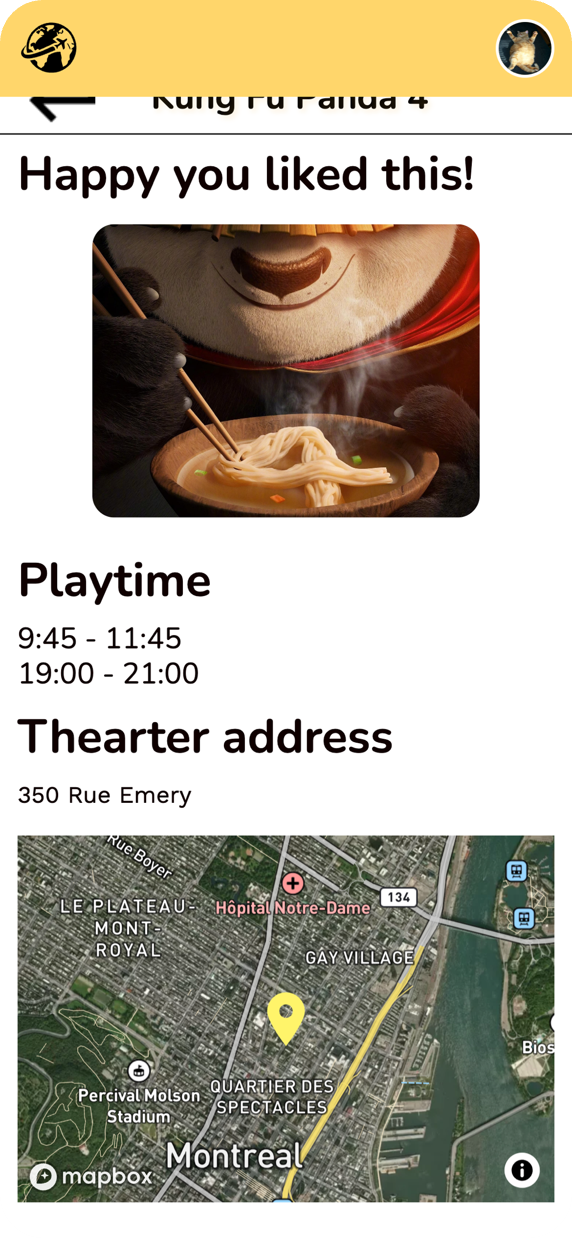 Kung Fu Panda 4
Happy you liked this!
Playtime
9:45 - 11:45
19:00 - 21:00
Thearter address
350 Rue Emery
Rue Boyer
134
LE PLATEAU-
MONT-
ROYAL
Hôpital Notre-Dame
GAY VILLAGE
Bios
Percival Molson
Stadium
QUARTIER DES
SPECTACLES
Montreal
mapbox